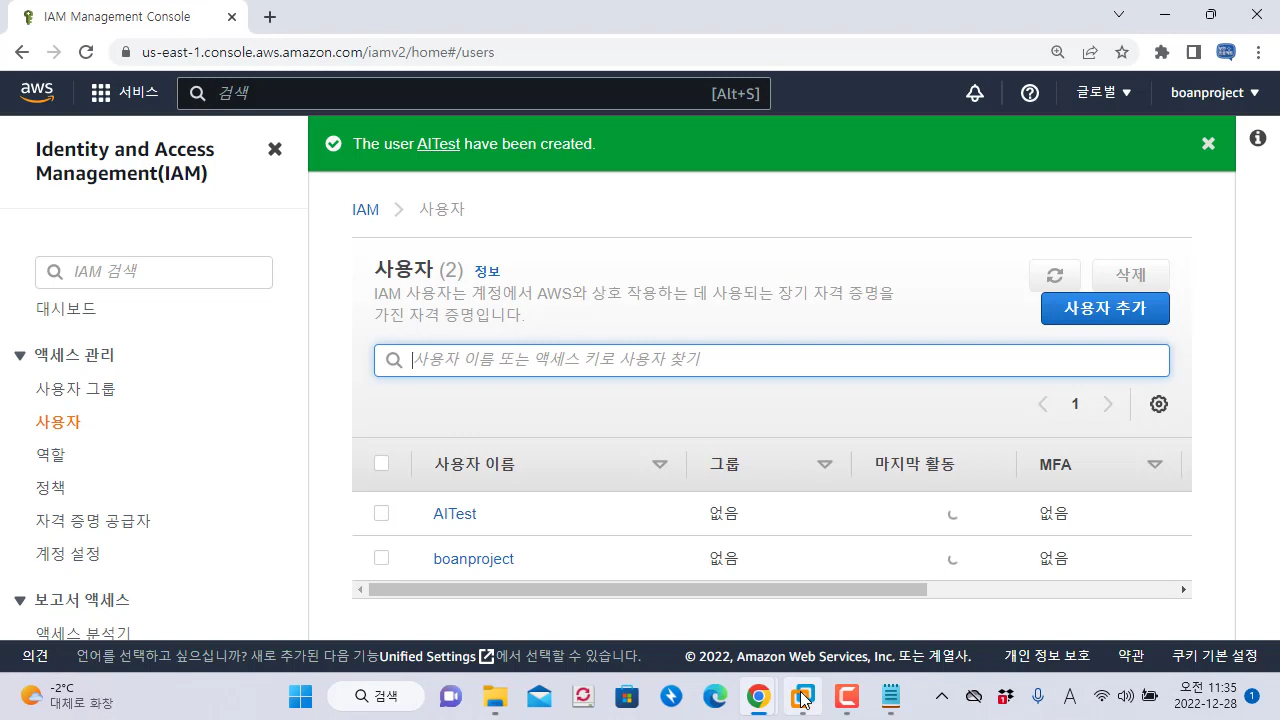 IAM Management Console
us-east-1.console.aws.amazon.com/iamv2/home#/users
aws
서비스
검색
[Alt+S]
글로벌
boanproject
Identity and Access
Management(IAM)
IAM 검색
대시보드
액세스 관리
사용자 그룹
사용자
역할
정책
자격 증명 공급자
계정 설정
보고서 액세스
액세스 분석기
The user AITest have been created.
IAM
사용자
사용자 (2) 정보
IAM 사용자는 계정에서 AWS와 상호 작용하는 데 사용되는 장기 자격 증명을
가진 자격 증명입니다.
삭제
사용자 추가
사용자 이름 또는 액세스 키로 사용자 찾기
1
사용자 이름 그룹 마지막 활동 MFA
AITest 없음 없음
boanproject 없음 없음
의견 언어를 선택하고 싶으십니까? 새로 추가된 다음 기능Unified Settings에서 선택할 수 있습니다. © 2022, Amazon Web Services, Inc. 또는 계열사. 개인 정보 보호 약관 쿠키 기본 설정
-2°C
대체로 화창
검색
A
오전 11:35
2022-12-28
1